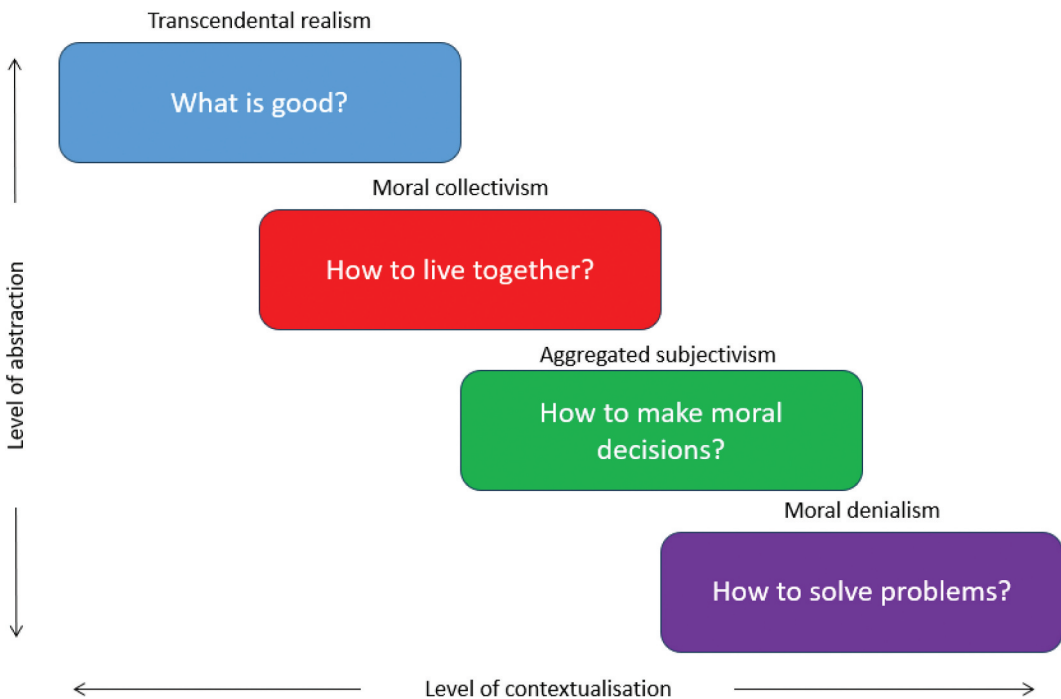 Transcendental realism
What is good?
Moral collectivism
How to live together?
Aggregated subjectivism
How to make moral
decisions?
Moral denialism
How to solve problems?
Level of abstraction
Level of contextualisation